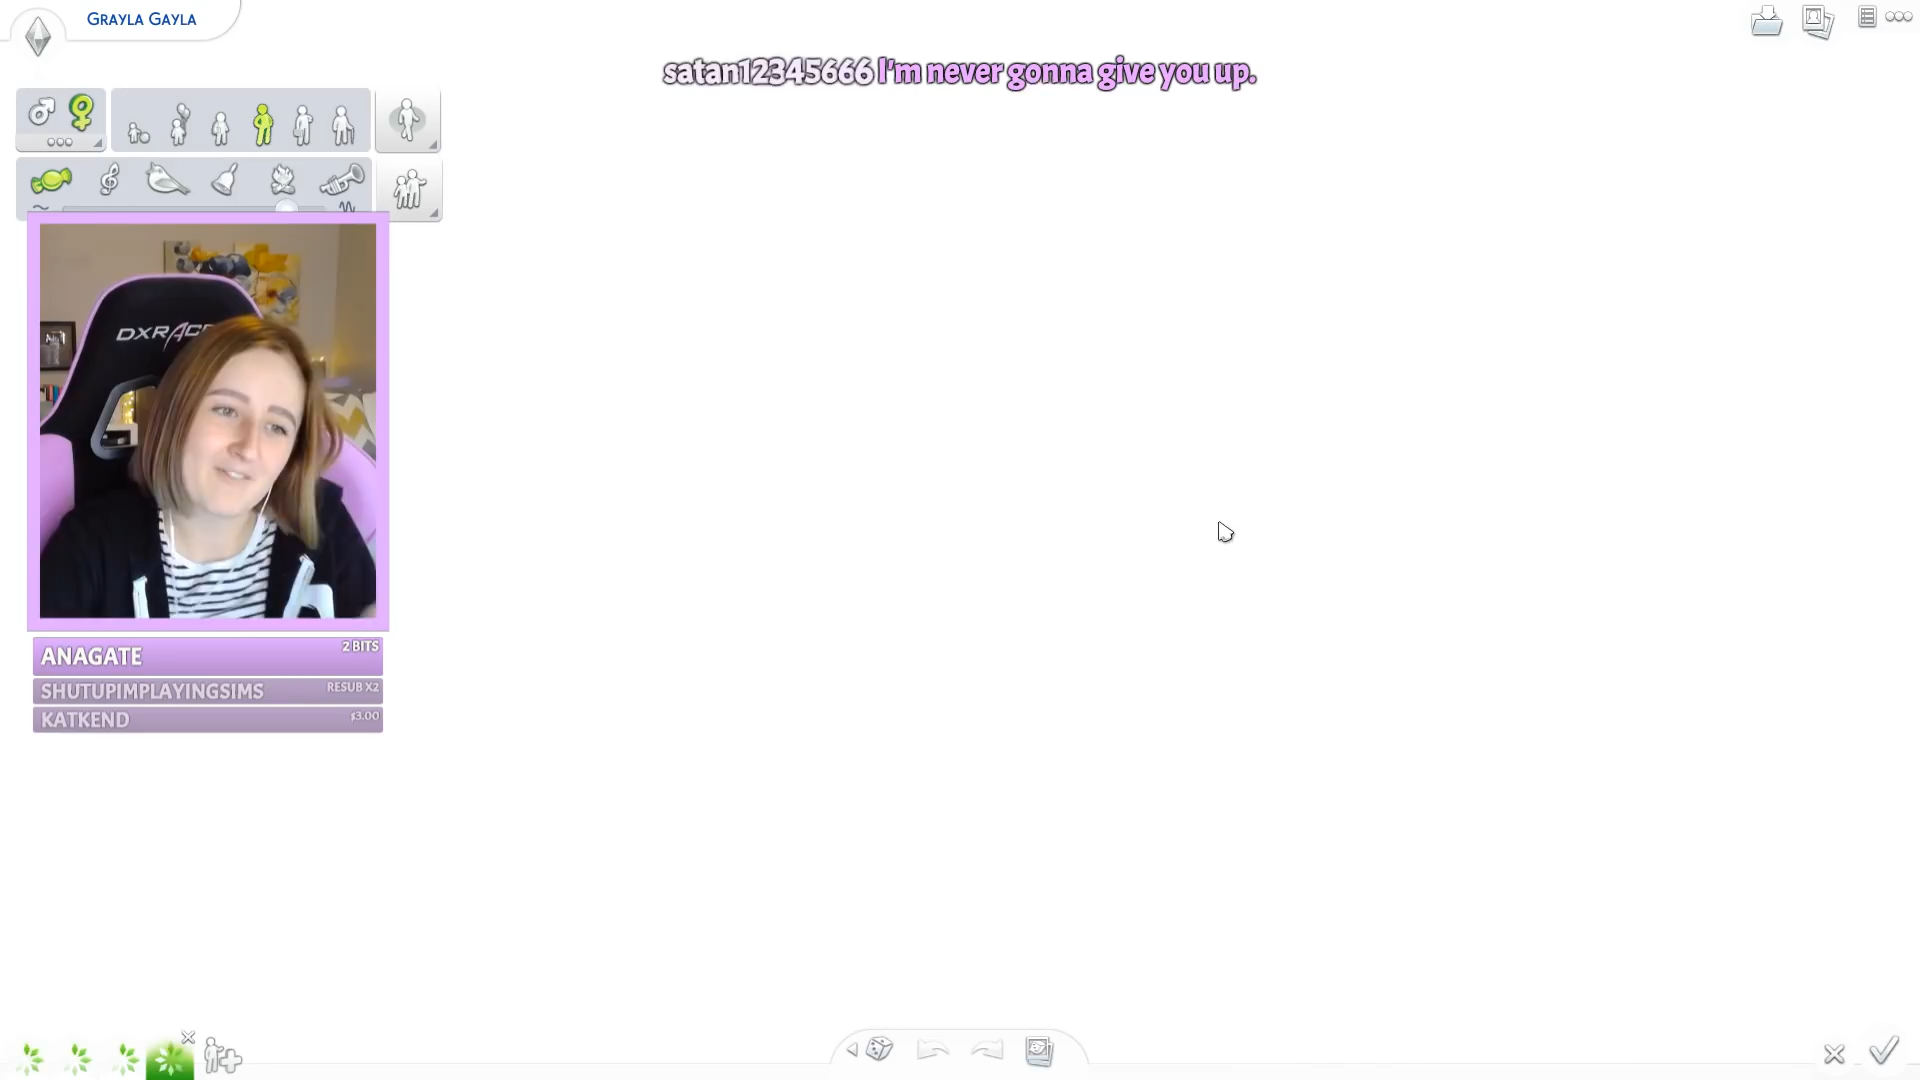 GRAYLA GAYLA
satan12345666 I'm never gonna give you up.
DXRAC
ANAGATE 2 BITS
SHUTUPIMPLAYINGSIMS RESUB X2
KATKEND $3.00